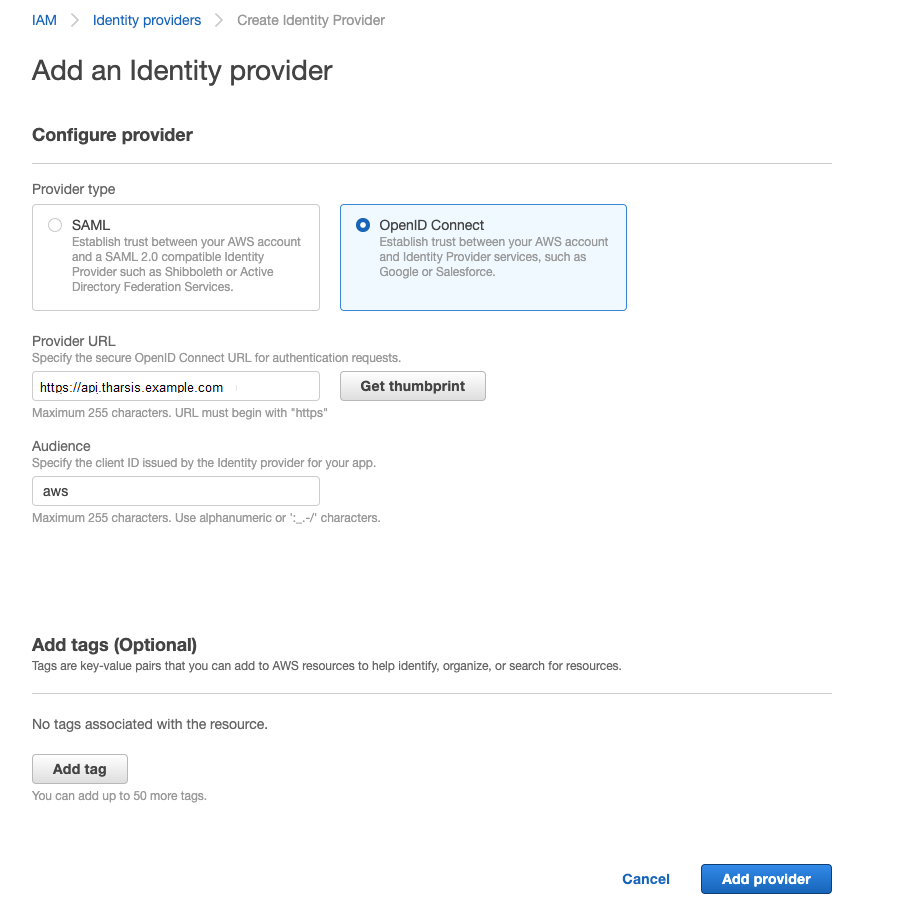 IAM > Identity providers > Create Identity Provider
Add an Identity provider
Configure provider
Provider type
SAML
Establish trust between your AWS account
and a SAML 2.0 compatible Identity
Provider such as Shibboleth or Active
Directory Federation Services.
OpenID Connect
Establish trust between your AWS account
and Identity Provider services, such as
Google or Salesforce.
Provider URL
Specify the secure OpenID Connect URL for authentication requests.
https://api.tharsis.example.com
Get thumbprint
Maximum 255 characters. URL must begin with "https"
Audience
Specify the client ID issued by the Identity provider for your app.
aws
Maximum 255 characters. Use alphanumeric or ':_.-/' characters.
Add tags (Optional)
Tags are key-value pairs that you can add to AWS resources to help identify, organize, or search for resources.
No tags associated with the resource.
Add tag
You can add up to 50 more tags.
Cancel
Add provider